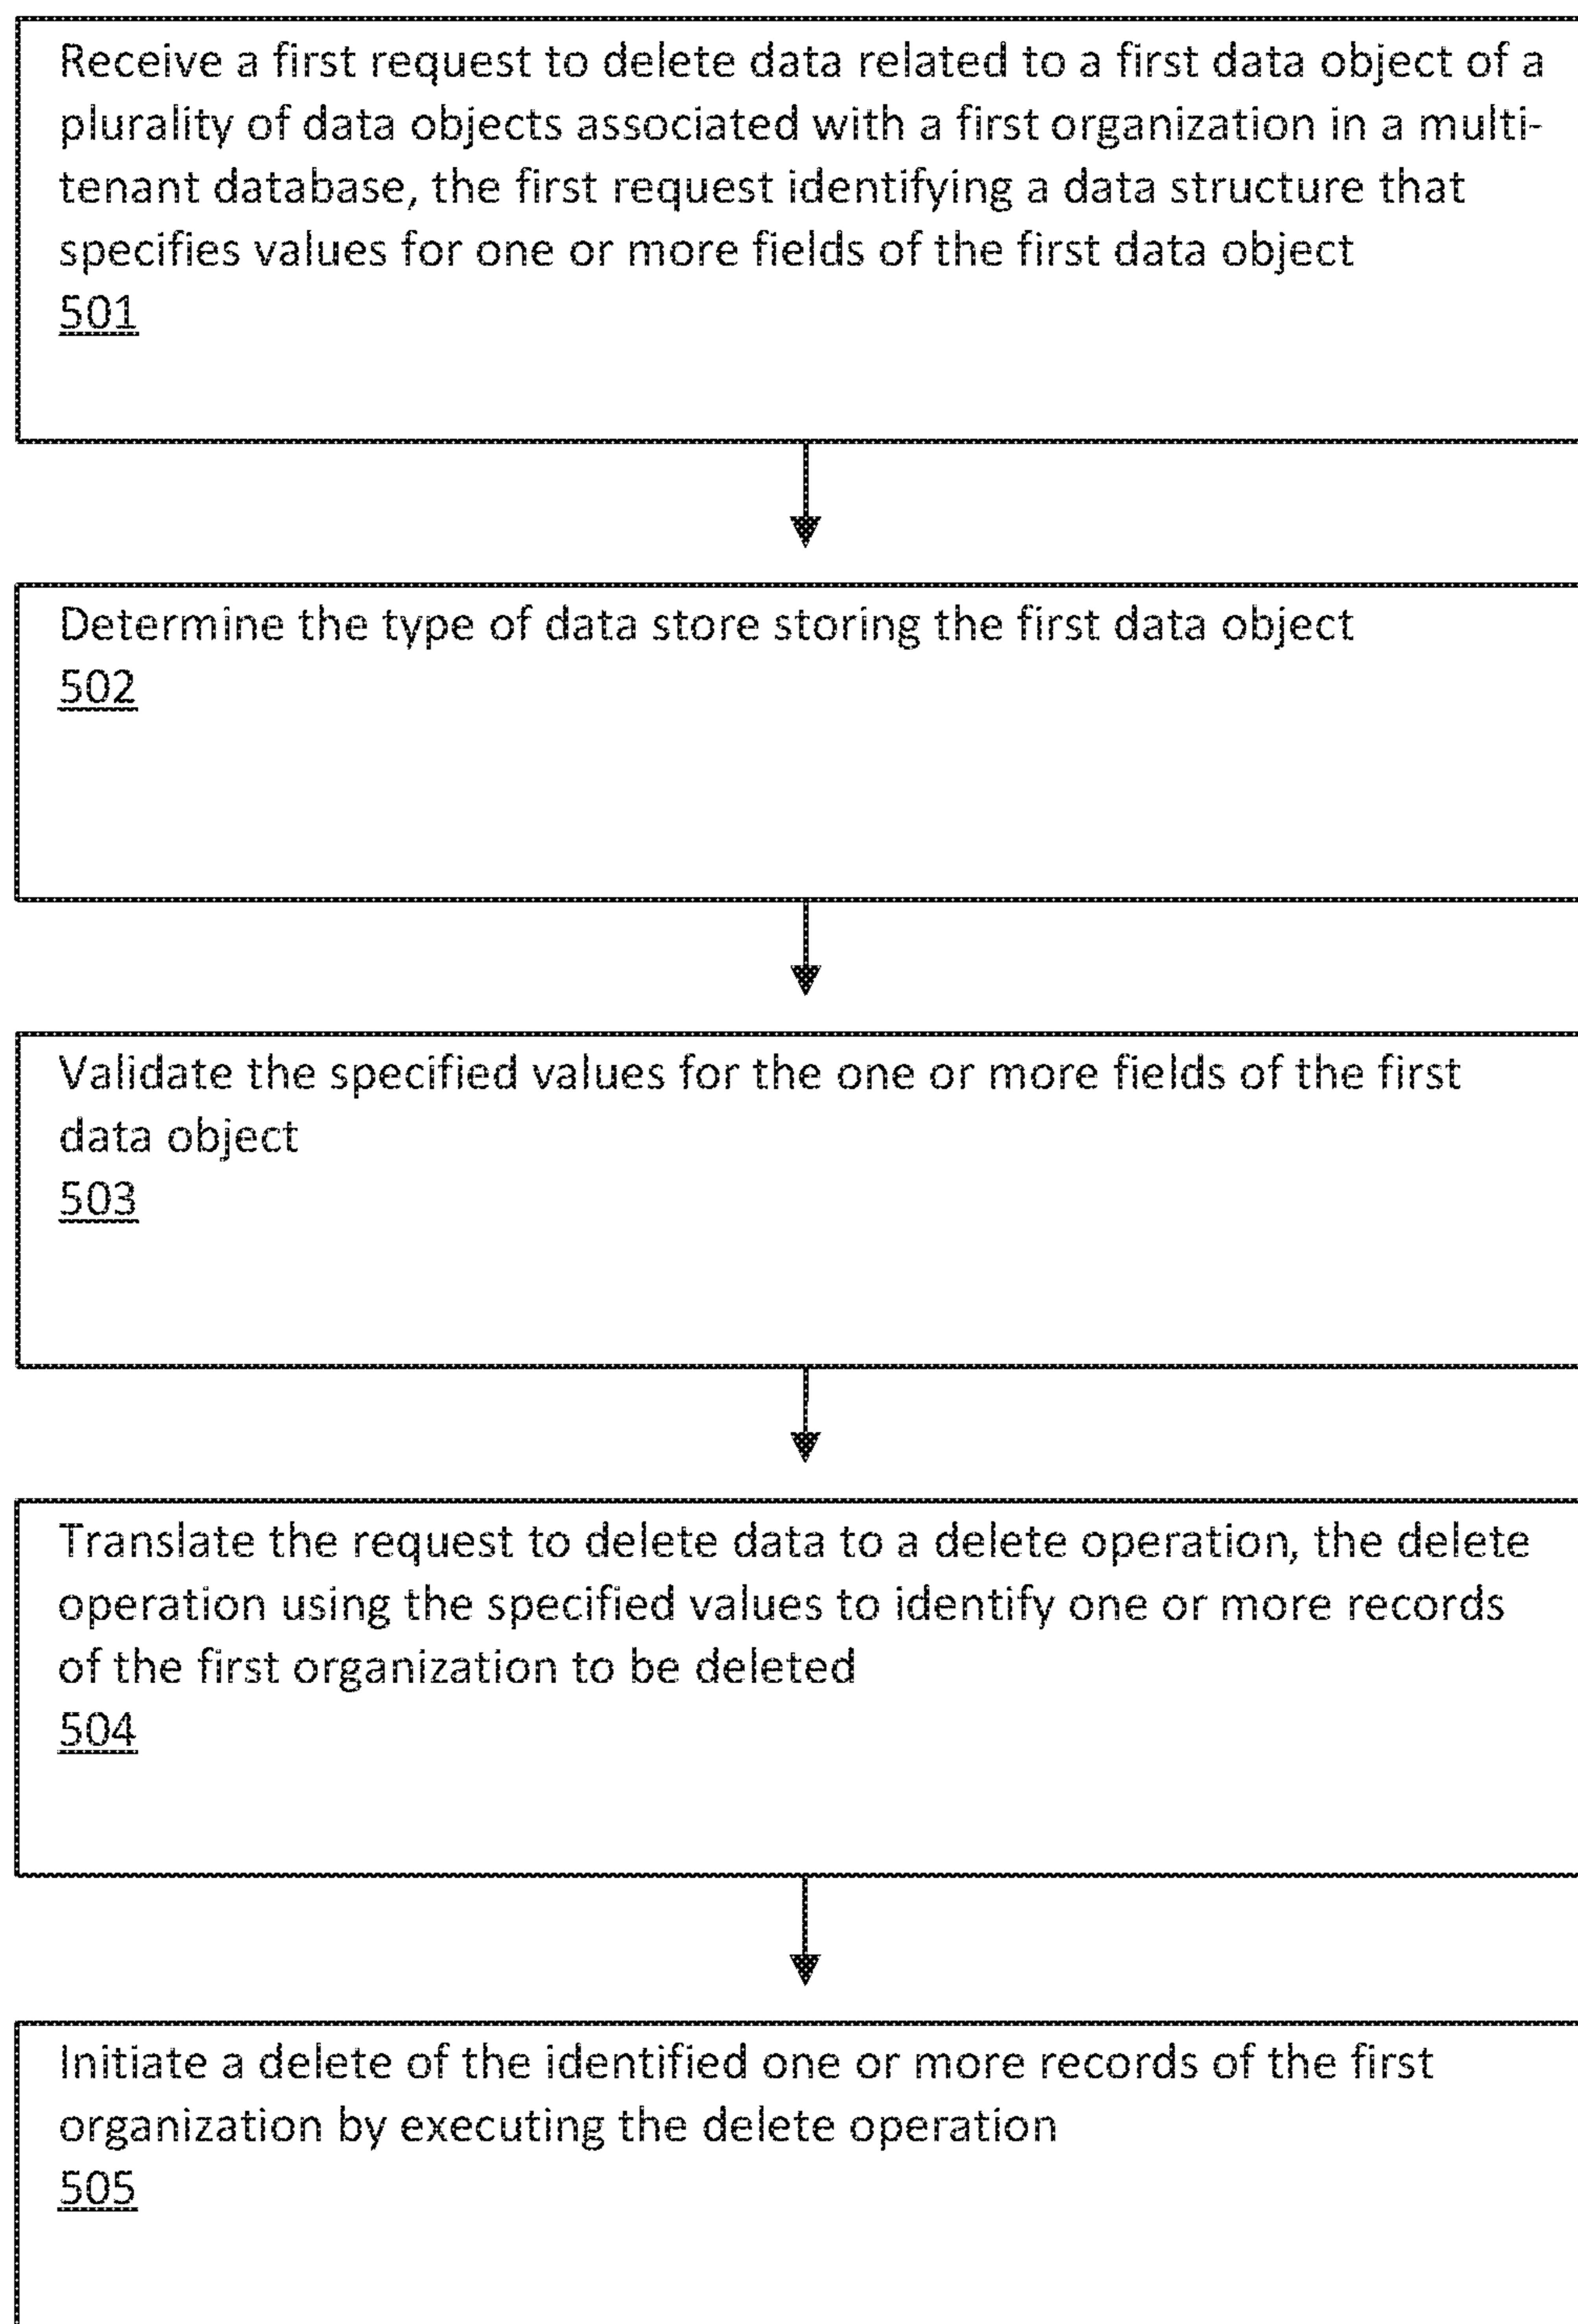 Receive a first request to delete data related to a first data object of a
plurality of data objects associated with a first organization in a multi-
tenant database, the first request identifying a data structure that
specifies values for one or more fields of the first data object
501
Determine the type of data store storing the first data object
502
Validate the specified values for the one or more fields of the first
data object
503
Translate the request to delete data to a delete operation, the delete
operation using the specified values to identify one or more records
of the first organization to be deleted
504
Initiate a delete of the identified one or more records of the first
organization by executing the delete operation
505